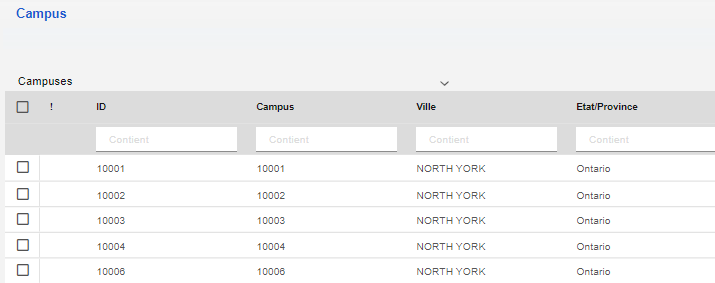 Campus
Campuses
! ID Campus Ville Etat/Province
Contient Contient Contient Contient
10001 10001 NORTH YORK Ontario
10002 10002 NORTH YORK Ontario
10003 10003 NORTH YORK Ontario
10004 10004 NORTH YORK Ontario
10006 10006 NORTH YORK Ontario